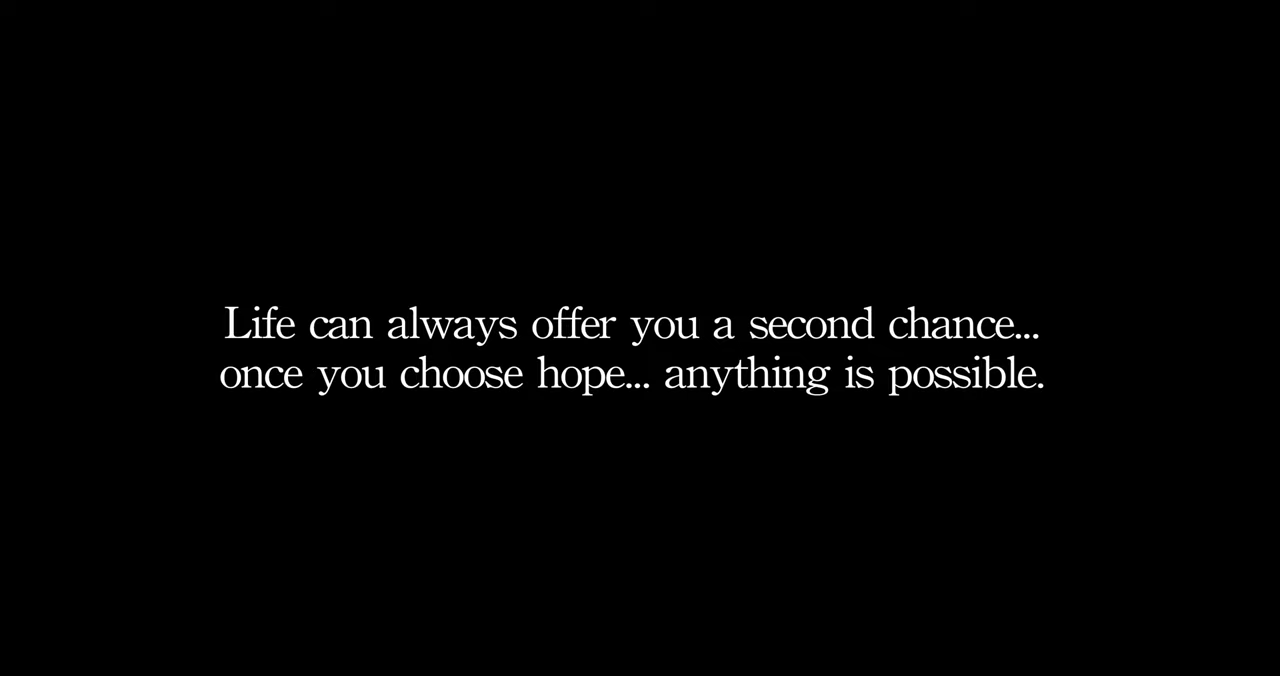 Life can always offer you a second chance...
once you choose hope... anything is possible.